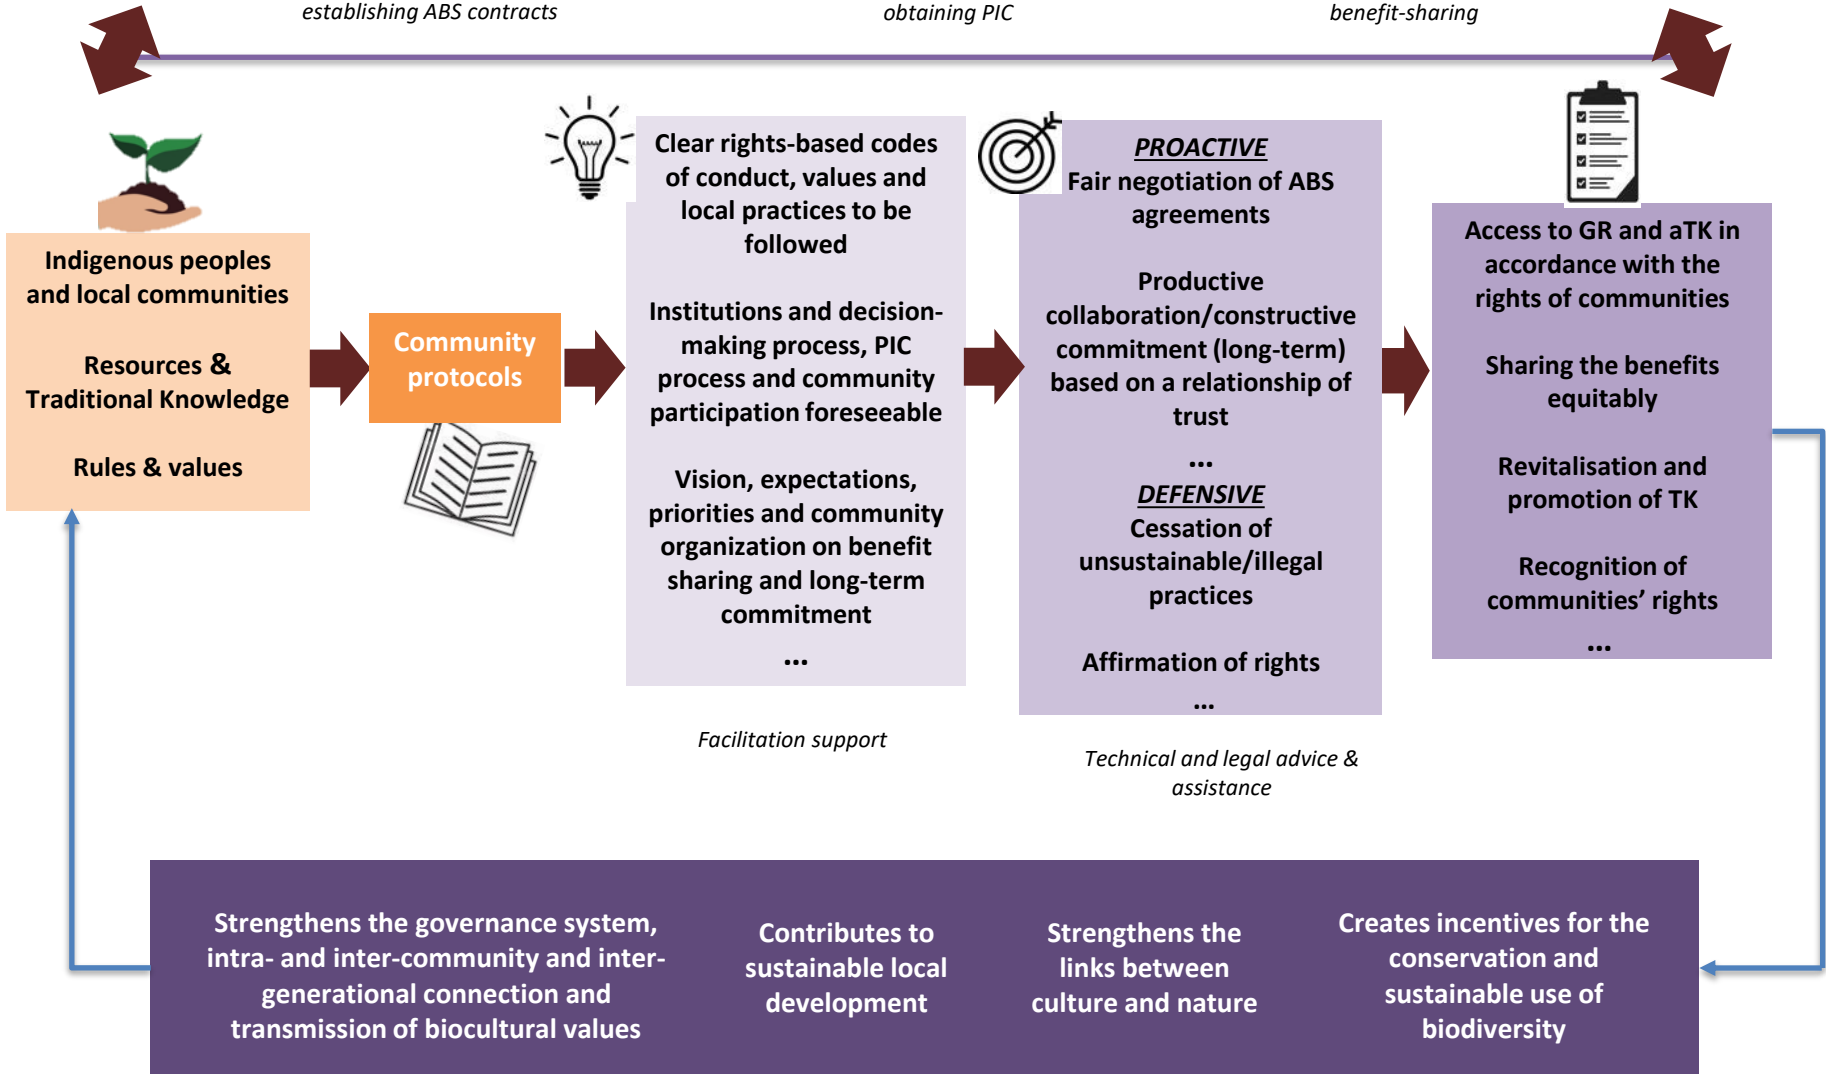 establishing ABS contracts
obtaining PIC
benefit-sharing
Indigenous peoples
and local communities
Resources &
Traditional Knowledge
Rules & values
Community
protocols
Clear rights-based codes
of conduct, values and
local practices to be
followed
Institutions and decision-
making process, PIC
process and community
participation foreseeable
Vision, expectations,
priorities and community
organization on benefit
sharing and long-term
commitment
...
Facilitation support
PROACTIVE
Fair negotiation of ABS
agreements
Productive
collaboration/constructive
commitment (long-term)
based on a relationship of
trust
...
DEFENSIVE
Cessation of
unsustainable/illegal
practices
Affirmation of rights
...
Technical and legal advice &
assistance
Access to GR and aTK in
accordance with the
rights of communities
Sharing the benefits
equitably
Revitalisation and
promotion of TK
Recognition of
communities’ rights
...
Strengthens the governance system,
intra- and inter-community and inter-
generational connection and
transmission of biocultural values
Contributes to
sustainable local
development
Strengthens the
links between
culture and nature
Creates incentives for the
conservation and
sustainable use of
biodiversity